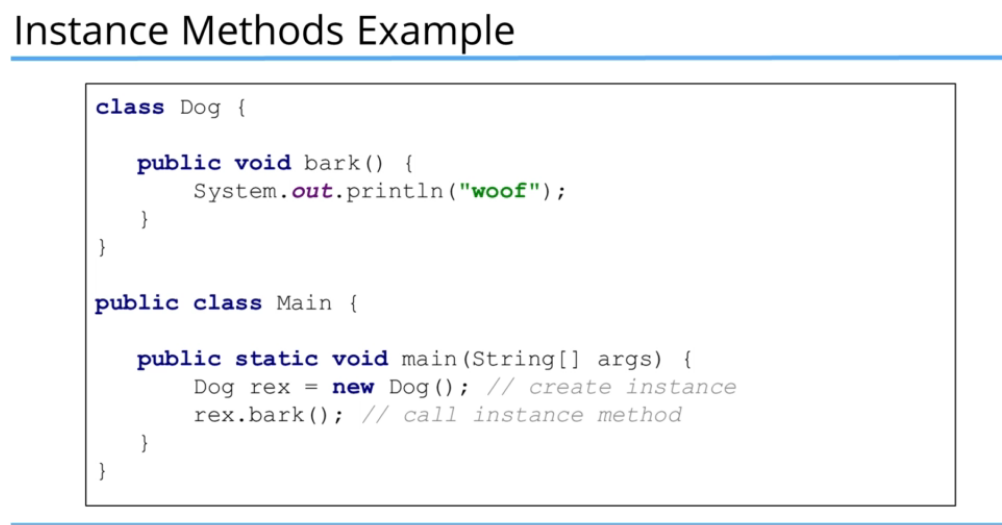 Instance Methods Example
class Dog {
public void bark() {
System.out.println("woof");
}
}
public class Main {
public static void main(String[] args) {
Dog rex = new Dog(); // create instance
rex.bark(); // call instance method
}
}